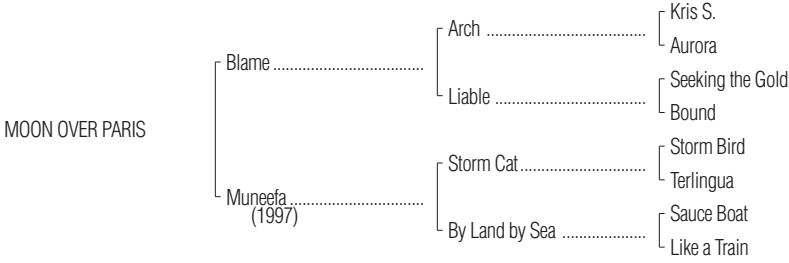 Kris S.
Arch ........................................
Aurora
Blame ......................................
Seeking the Gold
Liable ......................................
Bound
MOON OVER PARIS
Storm Bird
Storm Cat................................
Terlingua
Muneefa ..................................
(1997)
Sauce Boat
By Land by Sea .....................
Like a Train